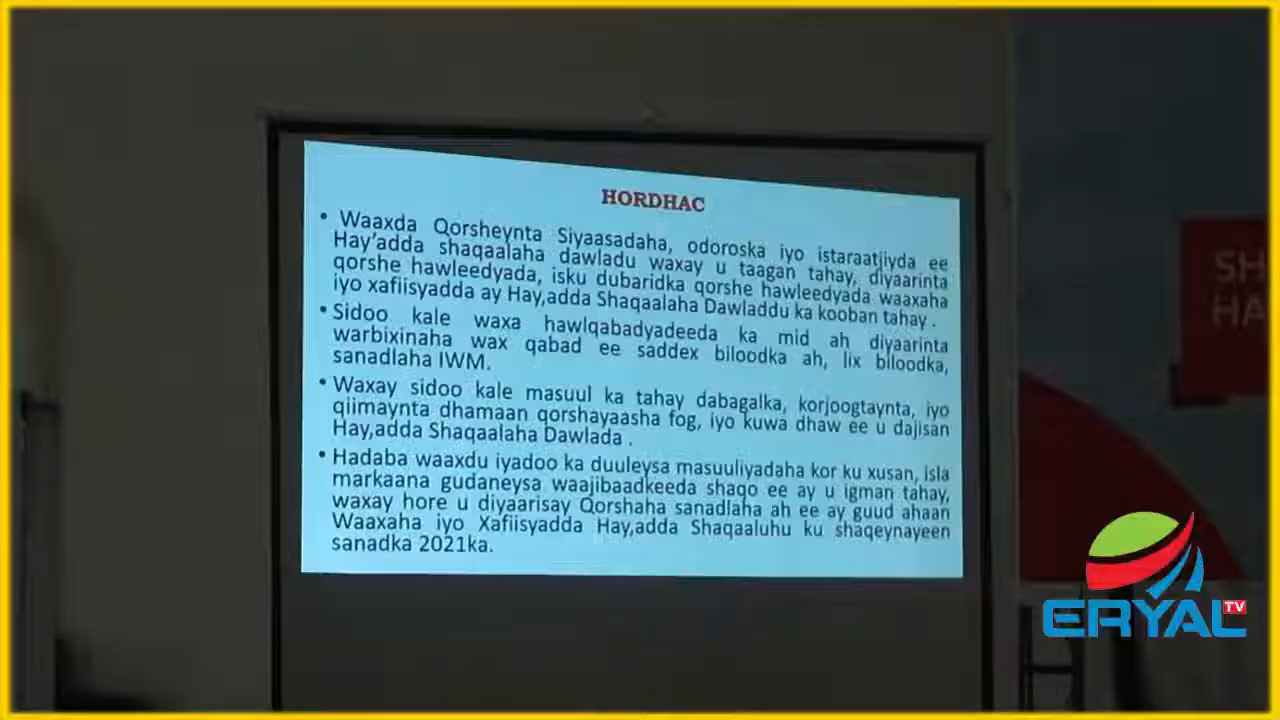 HORDHAC
• Waaxda Qorsheynta Siyaasadaha, odoroska iyo istaraatjiyda ee
Hay'adda shaqaalaha dawladu waxay u taagan tahay, diyaarinta
qorshe hawleedyada, isku dubaridka qorshe hawleedyada waaxaha
iyo xafiisyadda ay Hay,adda Shaqaalaha Dawladdu ka kooban tahay .
• Sidoo kale waxa hawlqabadyadeeda ka mid ah diyaarinta
warbixinaha wax qabad ee saddex biloodka ah, lix biloodka,
sanadlaha IWM.
• Waxay sidoo kale masuul ka tahay dabagalka, korjoogtaynta, iyo
qiimaynta dhamaan qorshayaasha fog, iyo kuwa dhaw ee u dajisan
Hay,adda Shaqaalaha Dawlada .
• Hadaba waaxdu iyadoo ka duuleysa masuuliyadaha kor ku xusan, isla
markaana gudaneysa waajibaadkeeda shaqo ee ay u igman tahay,
waxay hore u diyaarisay Qorshaha sanadlaha ah ee ay guud ahaan
Waaxaha iyo Xafiisyadda Hay,adda Shaqaaluhu ku shaqeynayeen
sanadka 2021ka.
SH
HA
ERYAL TV